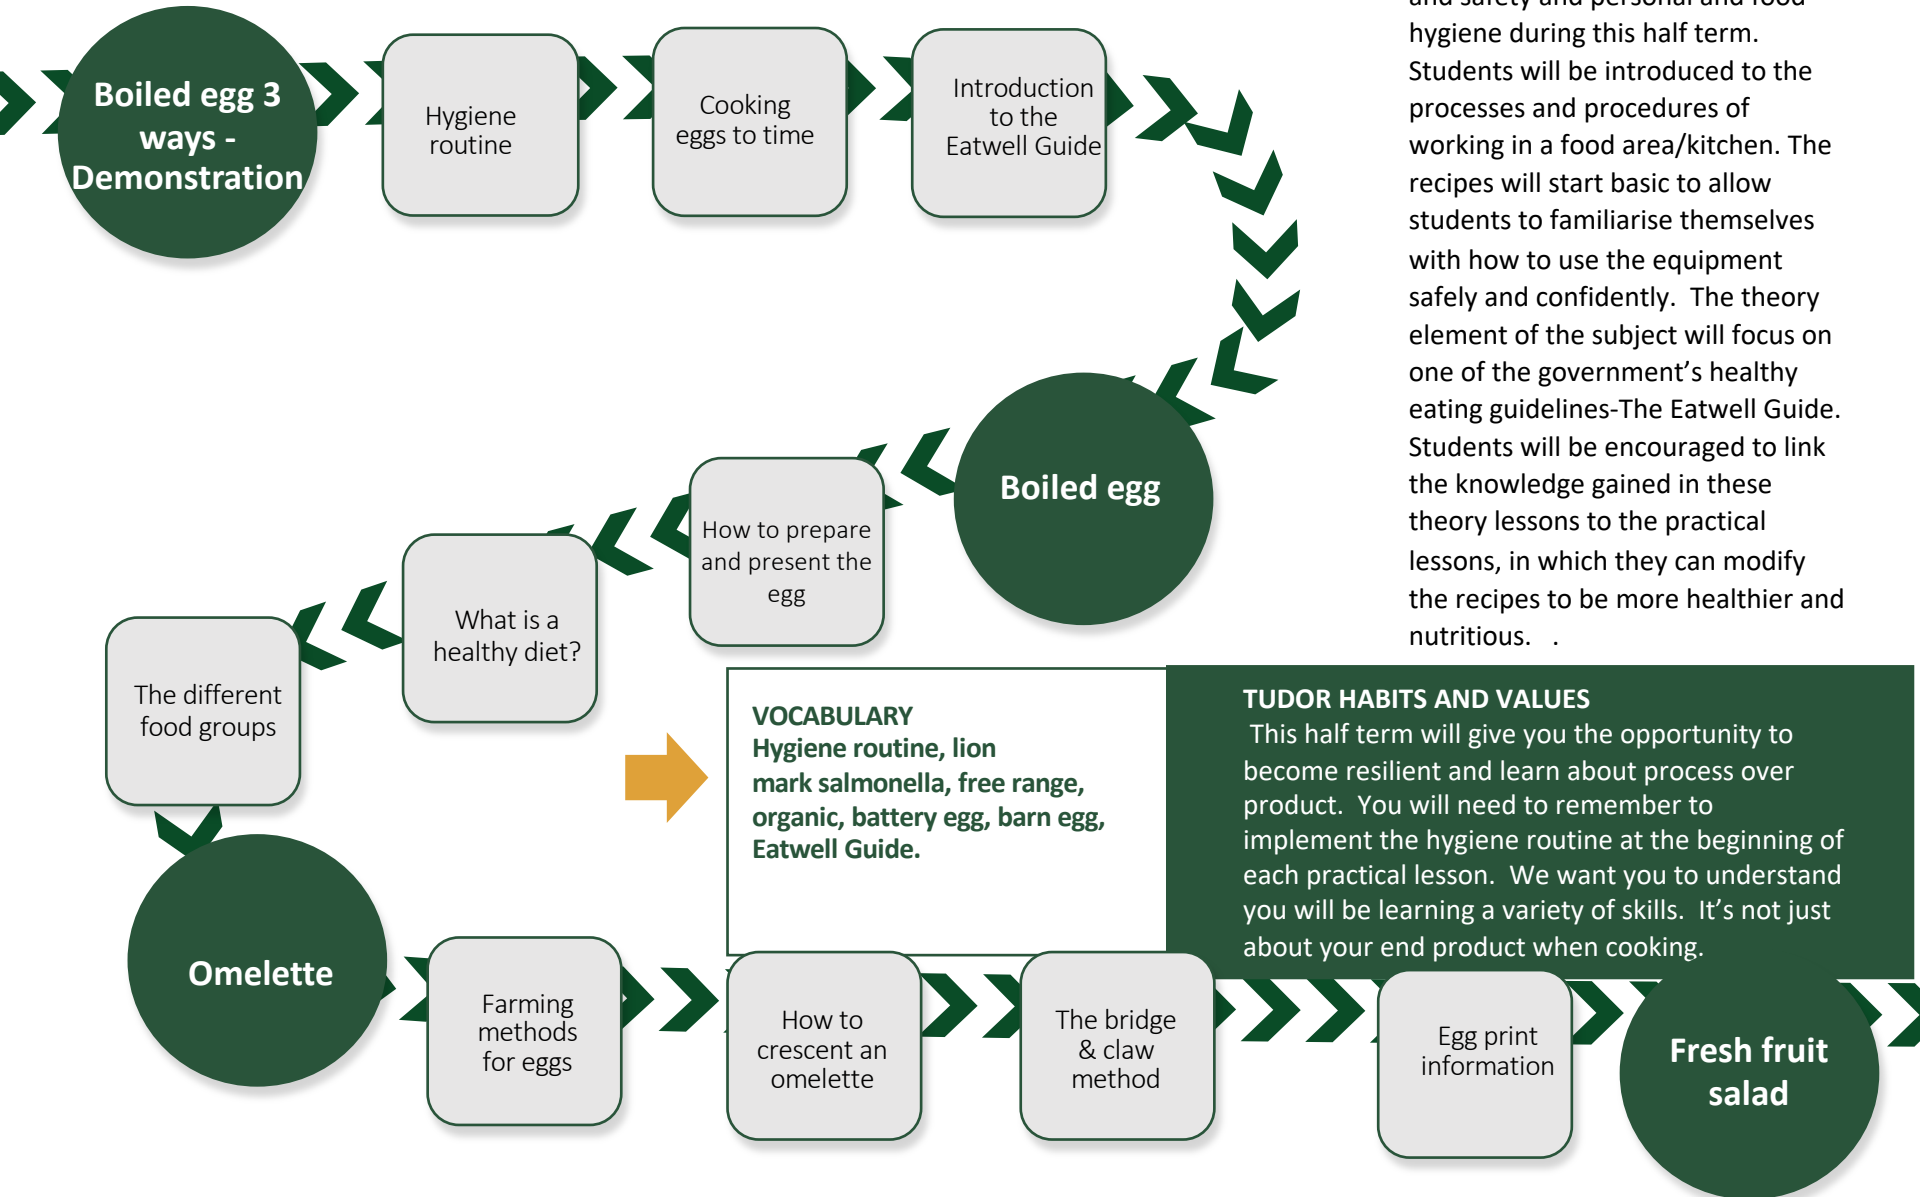 Boiled egg 3
ways -
Demonstration
Hygiene
routine
Cooking
eggs to time
Introduction
to the
Eatwell Guide
and safety and personal and food
hygiene during this half term.
Students will be introduced to the
processes and procedures of
working in a food area/kitchen. The
recipes will start basic to allow
students to familiarise themselves
with how to use the equipment
safely and confidently.  The theory
element of the subject will focus on
one of the government’s healthy
eating guidelines-The Eatwell Guide.
Students will be encouraged to link
the knowledge gained in these
theory lessons to the practical
lessons, in which they can modify
the recipes to be more healthier and
nutritious.   .
Boiled egg
How to prepare
and present the
egg
What is a
healthy diet?
The different
food groups
VOCABULARY
Hygiene routine, lion
mark salmonella, free range,
organic, battery egg, barn egg,
Eatwell Guide.
TUDOR HABITS AND VALUES
This half term will give you the opportunity to
become resilient and learn about process over
product.  You will need to remember to
implement the hygiene routine at the beginning of
each practical lesson.  We want you to understand
you will be learning a variety of skills.  It’s not just
about your end product when cooking.
Omelette
Farming
methods
for eggs
How to
crescent an
omelette
The bridge
& claw
method
Egg print
information
Fresh fruit
salad